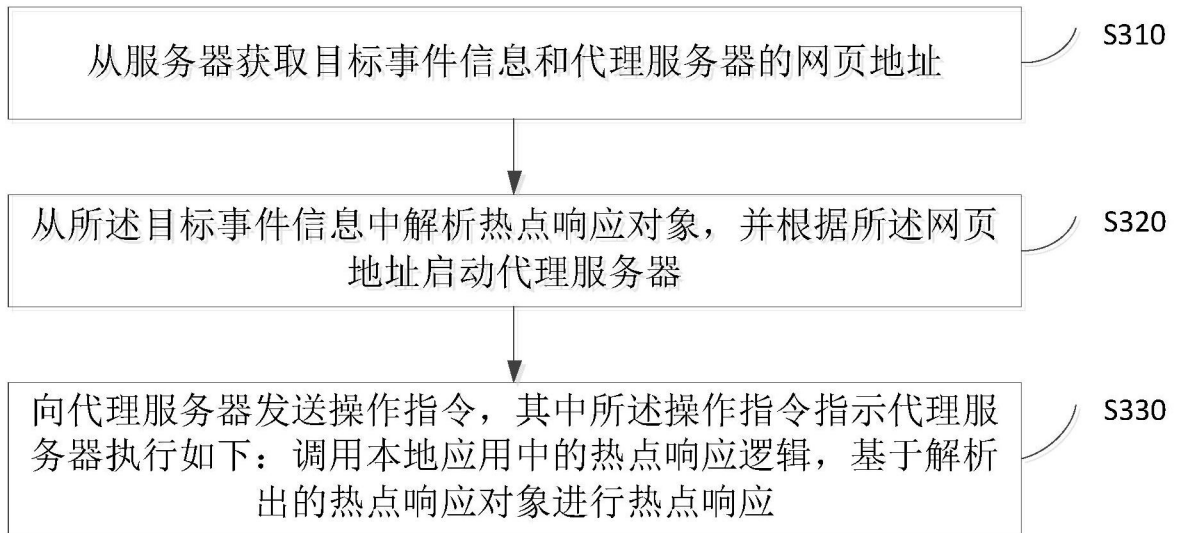 从服务器获取目标事件信息和代理服务器的网页地址
S310
从所述目标事件信息中解析热点响应对象，并根据所述网页
地址启动代理服务器
S320
向代理服务器发送操作指令，其中所述操作指令指示代理服
务器执行如下：调用本地应用中的热点响应逻辑，基于解析
出的热点响应对象进行热点响应
S330